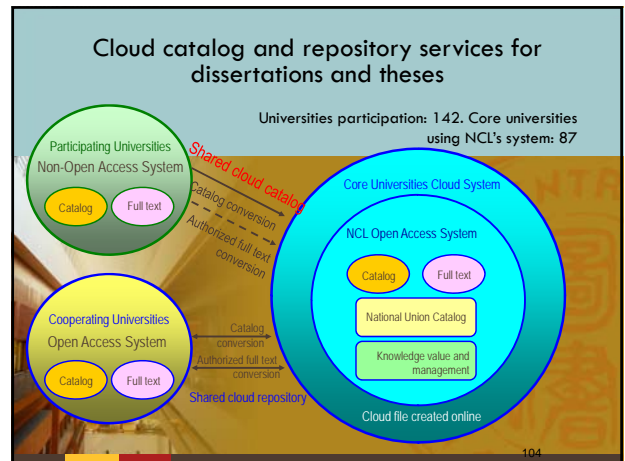 Cloud catalog and repository services for
dissertations and theses
Universities participation: 142. Core universities
using NCL's system: 87
Participating Universities
Non-Open Access System
Catalog
Full text
Shared cloud catalog
Catalog conversion
Authorized full text
conversion
Core Universities Cloud System
NCL Open Access System
Catalog
Full text
National Union Catalog
Knowledge value and
management
Cloud file created online
Cooperating Universities
Open Access System
Catalog
Full text
Catalog
conversion
Authorized full text
conversion
Shared cloud repository
104